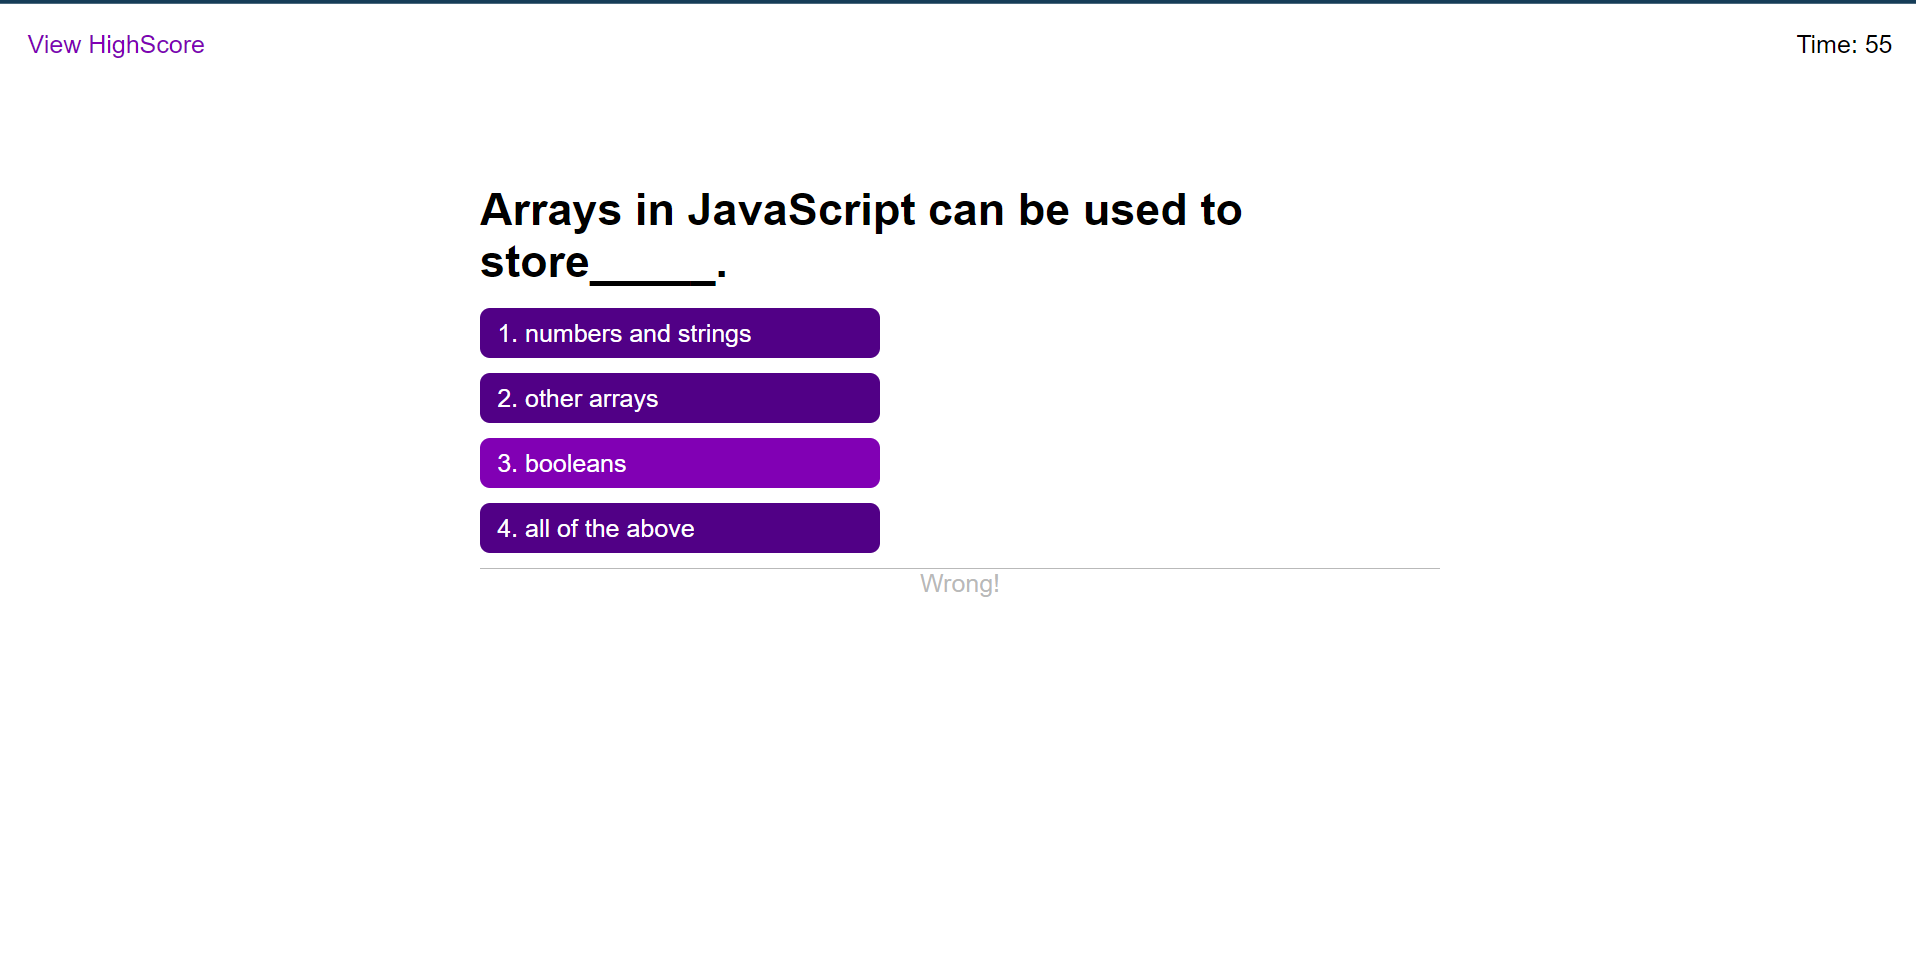 View HighScore
Time: 55
Arrays in JavaScript can be used to
store_____.
1. numbers and strings
2. other arrays
3. booleans
4. all of the above
Wrong!